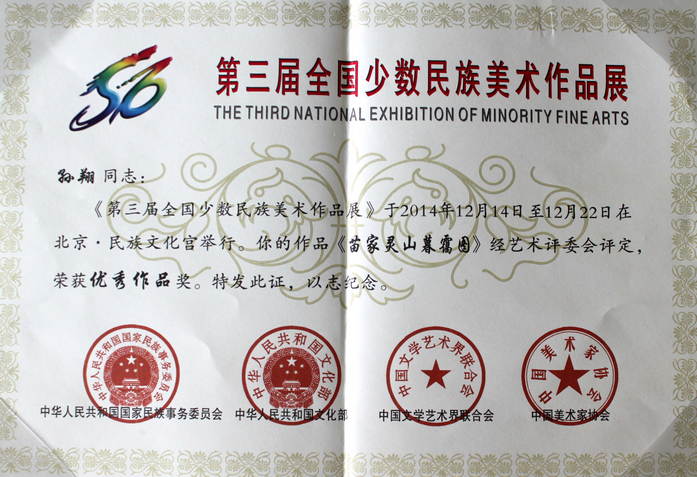 56
第三届全国少数民族美术作品展
THE THIRD NATIONAL EXHIBITION OF MINORITY FINE ARTS
孙翔 同志：
《第三届全国少数民族美术作品展》于2014年12月14日至12月22日在
北京·民族文化宫举行。你的作品《苗家灵山暮霭图》经艺术评委会评定，
荣获优秀作品奖。特发此证，以志纪念。
中华人民共和国国家民族事务委员会
中华人民共和国文化部
中国文学艺术界联合会
中国美术家协会
中华人民共和国国家民族事务委员会
中华人民共和国文化部
中国文学艺术界联合会
中国美术家协会